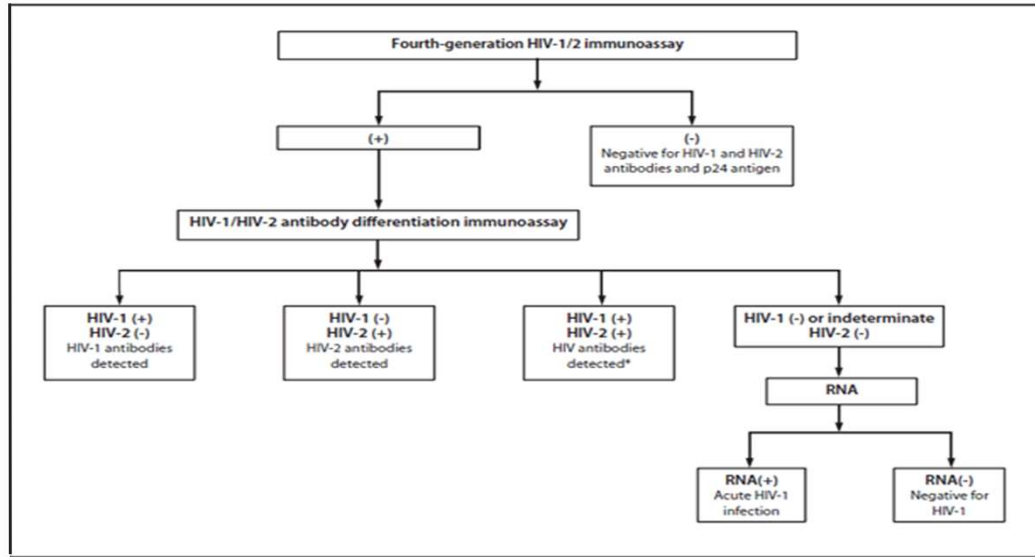 Fourth-generation HIV-1/2 immunoassay
(+)
(-)
Negative for HIV-1 and HIV-2
antibodies and p24 antigen
HIV-1/HIV-2 antibody differentiation immunoassay
HIV-1 (+)
HIV-2 (-)
HIV-1 antibodies
detected
HIV-1 (-)
HIV-2 (+)
HIV-2 antibodies
detected
HIV-1 (+)
HIV-2 (+)
HIV antibodies
detected*
HIV-1 (-) or indeterminate
HIV-2 (-)
RNA
RNA(+)
Acute HIV-1
infection
RNA(-)
Negative for
HIV-1